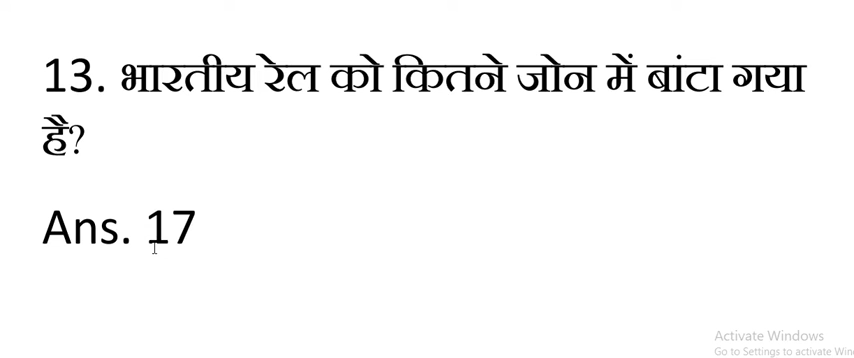 13. भारतीय रेल को कितने जोन में बांटा गया
है?
Ans. 17
Activate Windows
Go to Settings to activate Win